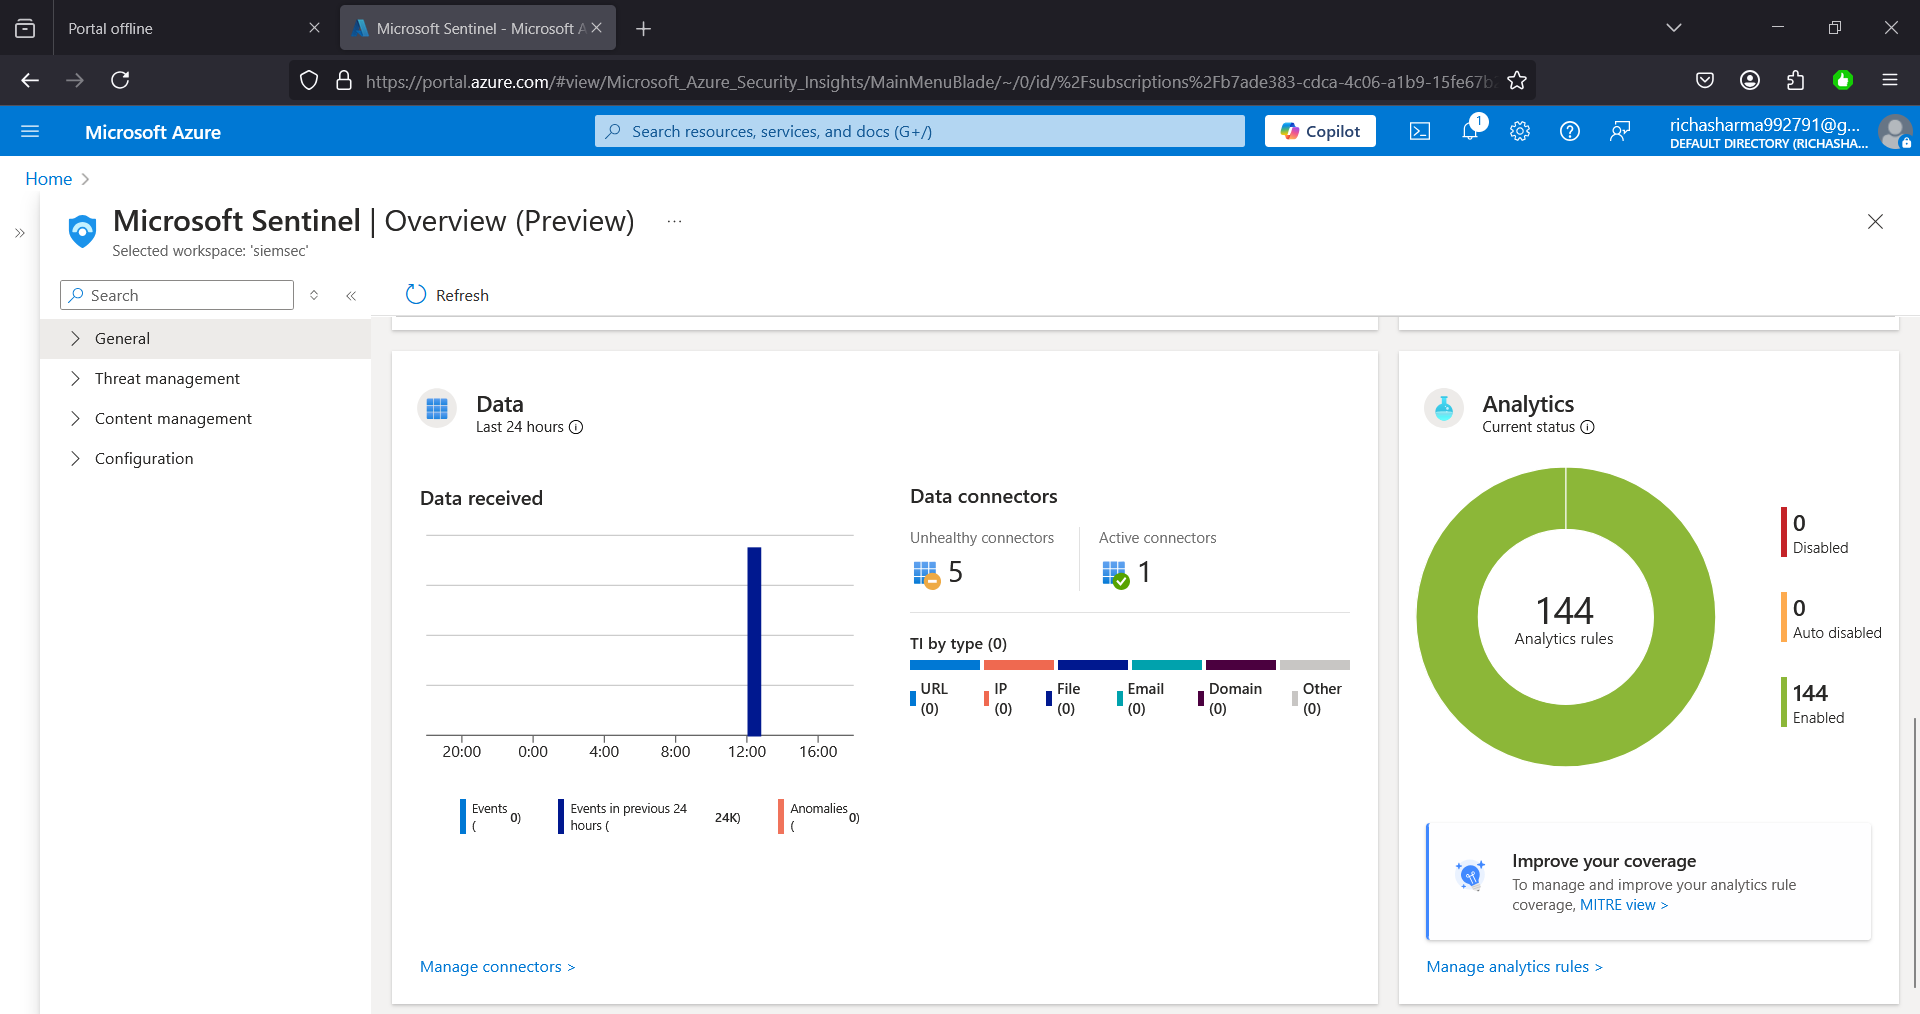 Portal offline
Microsoft Sentinel - Microsoft A
https://portal.azure.com/#view/Microsoft_Azure_Security_Insights/MainMenuBlade/~/0/id/%2Fsubscriptions%2Fb7ade383-cdca-4c06-a1b9-15fe67b
Microsoft Azure
Search resources, services, and docs (G+/)
Copilot
1
richasharma992791@g...
DEFAULT DIRECTORY (RICHASHA...
Home
Microsoft Sentinel | Overview (Preview)
...
Selected workspace: 'siemsec'
Search
Refresh
General
Threat management
Content management
Configuration
Data
Last 24 hours
Data received
20:00 0:00 4:00 8:00 12:00 16:00
Events ( 0)
Events in previous 24 hours ( 24K)
Anomalies ( 0)
Manage connectors >
Data connectors
Unhealthy connectors
5
Active connectors
1
TI by type (0)
URL (0)
IP (0)
File (0)
Email (0)
Domain (0)
Other (0)
Analytics
Current status
144
Analytics rules
0
Disabled
0
Auto disabled
144
Enabled
Improve your coverage
To manage and improve your analytics rule
coverage, MITRE view >
Manage analytics rules >